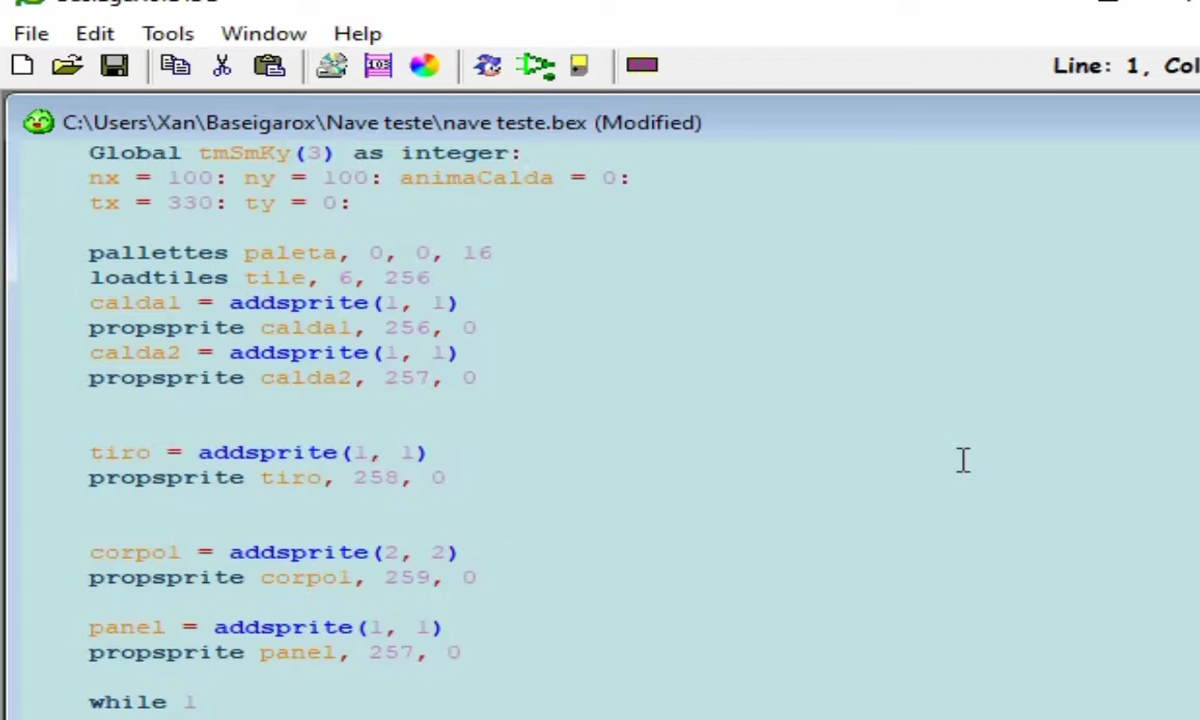 File Edit Tools Window Help
Line: 1, Col
C:\Users\Xan\Baseigarox\Nave teste\nave teste.bex (Modified)
Global tmSmKy(3) as integer:
nx = 100: ny = 100: animaCalda = 0:
tx = 330: ty = 0:
pallettes paleta, 0, 0, 16
loadtiles tile, 6, 256
calda1 = addsprite(1, 1)
propsprite calda1, 256, 0
calda2 = addsprite(1, 1)
propsprite calda2, 257, 0
tiro = addsprite(1, 1)
propsprite tiro, 258, 0
corpo1 = addsprite(2, 2)
propsprite corpo1, 259, 0
panel = addsprite(1, 1)
propsprite panel, 257, 0
while 1